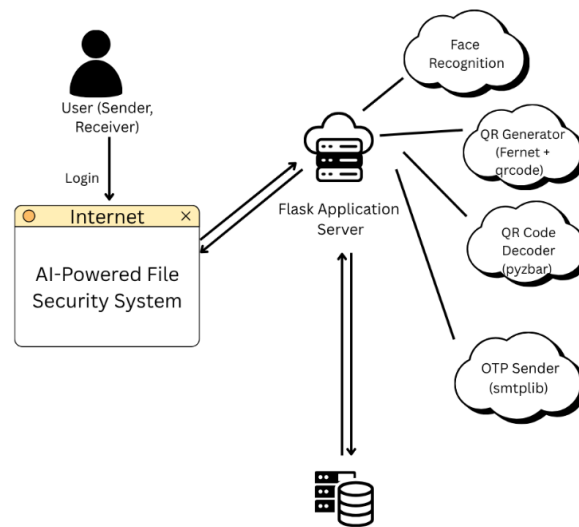 User (Sender,
Receiver)
Login
Internet
AI-Powered File
Security System
Flask Application
Server
Face
Recognition
QR Generator
(Fernet +
qrcode)
QR Code
Decoder
(pyzbar)
OTP Sender
(smtplib)